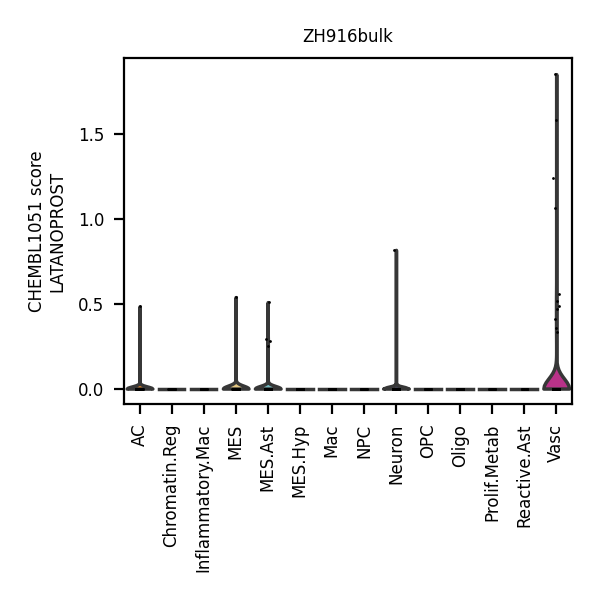 ZH916bulk
CHEMBL1051 score
LATANOPROST
1.5
1.0
0.5
0.0
AC
Chromatin.Reg
Inflammatory.Mac
MES
MES.Ast
MES.Hyp
Mac
NPC
Neuron
OPC
Oligo
Prolif.Metab
Reactive.Ast
Vasc